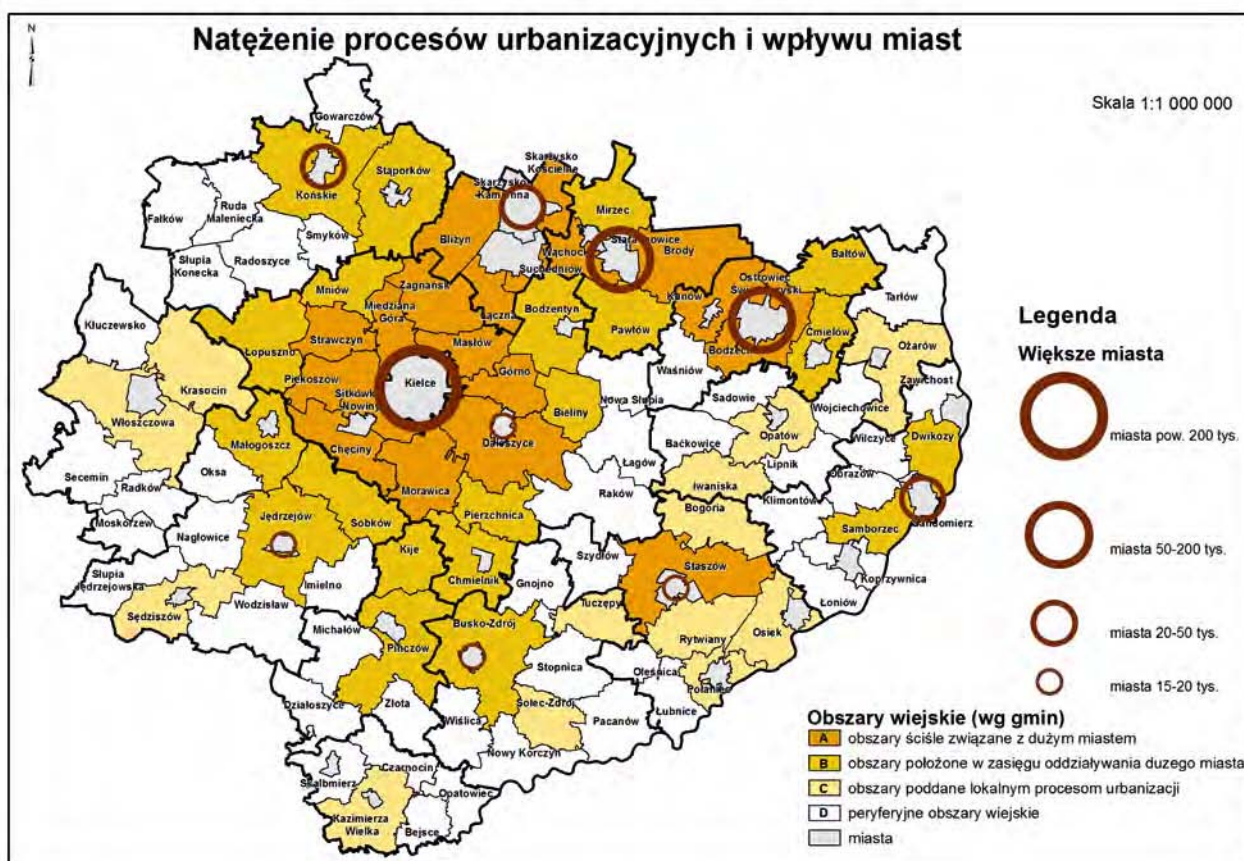 N
Natężenie procesów urbanizacyjnych i wpływu miast
Skala 1:1 000 000
Gowarczów
Końskie
Stąporków
Skarżysko
Kościelne
Skarżysko
Kamienna
Mirzec
Fałków
Ruda
Maleniecka
Smyków
Bliżyn
Wąchock
Brody
Słupia
Konecka
Radoszyce
Suchedniów
Bałtów
Ostrowiec
Tarłów
Mniów
Zagnańsk
Miedziana
Góra
Łączna
Bodzentyn
Kunów
Pawłów
Ćmielów
Kłuczewsko
Łopuszno
Strawczyn
Masłów
Ożarów
Krasocin
Piekoszów
Kielce
Górno
Waśniów
Zawichost
Włoszczowa
Sitkówka
Nowiny
Bieliny
Nowa Słupia
Sadowie
Wojciechowice
Małogoszcz
Chęciny
Daleszyce
Baćkowice
Opatów
Wilczyce
Dwikozy
Oksa
Secemin
Radków
Morawica
Łagów
Raków
Lipnik
Iwaniska
Obrazów
Klimontów
Moskorzew
Nagłowice
Jędrzejów
Sobków
Pierzchnica
Bogoria
Samborzec
Kije
Słupia
Jędrzejowska
Imielno
Chmielnik
Gnojno
Szydłów
Staszów
Koprzywnica
Łoniów
Sędziszów
Wodzisław
Michałów
Pińczów
Busko-Zdrój
Tuczępy
Rytwiany
Osiek
Stopnica
Oleśnica
Połaniec
Działoszyce
Złota
Wiślica
Solec-Zdrój
Pacanów
Łubnice
Nowy Korczyn
Skalbmierz
Czarnocin
Opatowiec
Kazimierza
Wielka
Bejsce
Legenda
Większe miasta
miasta pow. 200 tys.
miasta 50-200 tys.
miasta 20-50 tys.
miasta 15-20 tys.
Obszary wiejskie (wg gmin)
A obszary ściśle związane z dużym miastem
B obszary położone w zasięgu oddziaływania duzego miasta
C obszary poddane lokalnym procesom urbanizacji
D peryferyjne obszary wiejskie
miasta